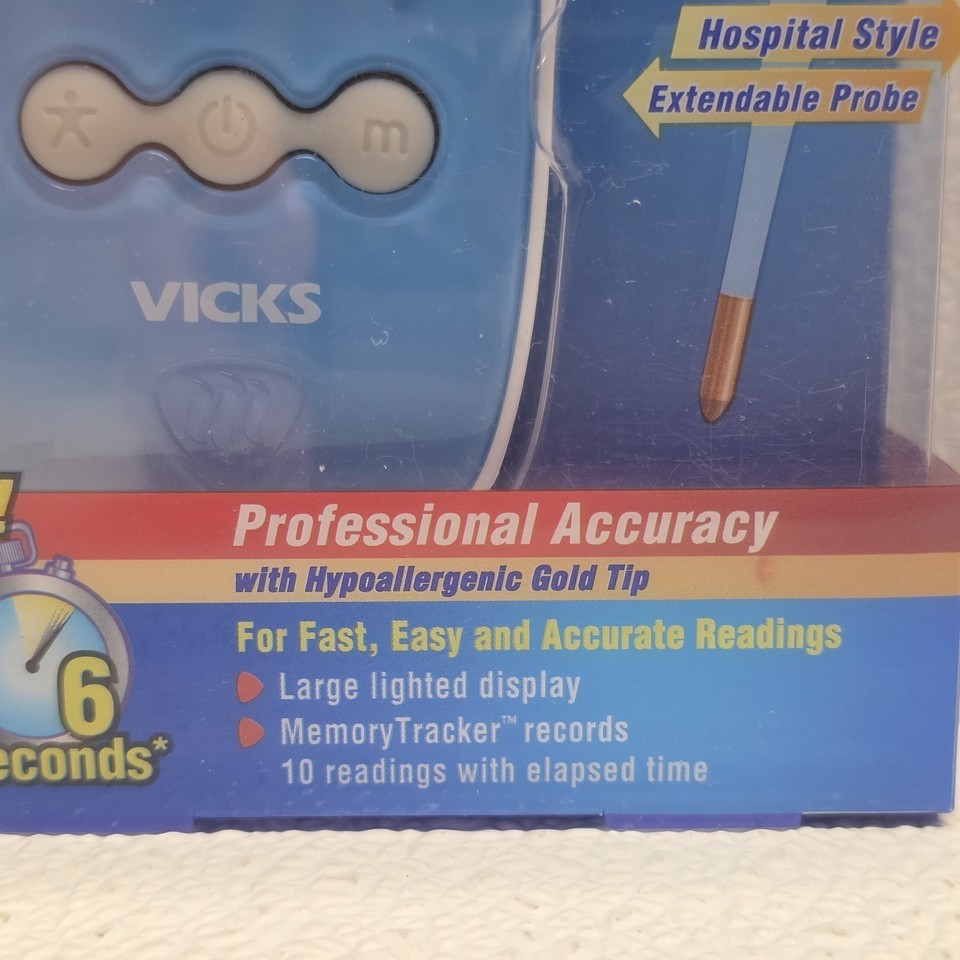 Hospital Style
Extendable Probe
m
VICKS
!
Professional Accuracy
with Hypoallergenic Gold Tip
For Fast, Easy and Accurate Readings
Large lighted display
MemoryTracker™ records
10 readings with elapsed time
6
econds*